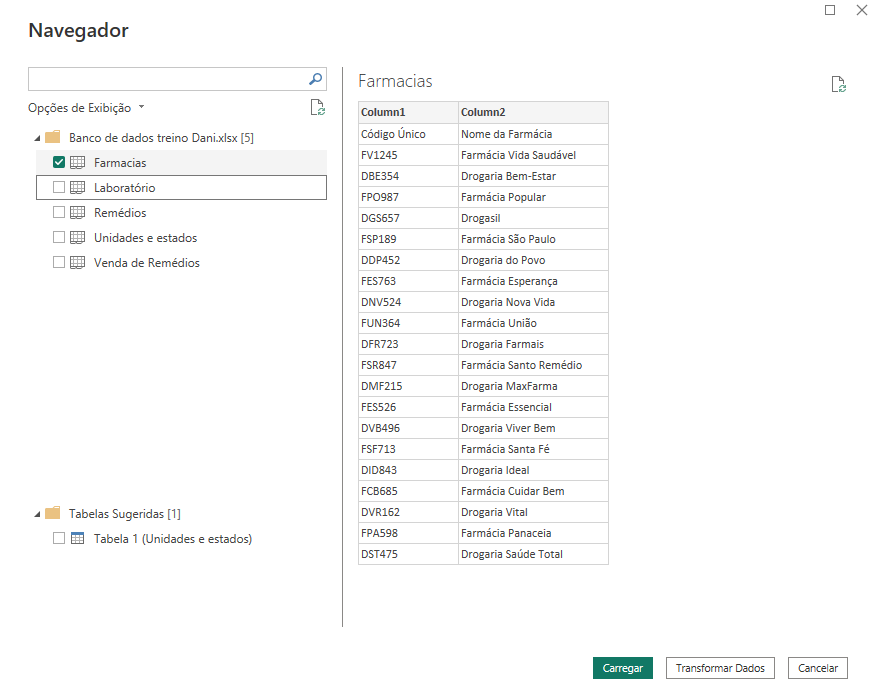 Navegador
Opções de Exibição
Banco de dados treino Dani.xlsx [5]
Farmacias
Laboratório
Remédios
Unidades e estados
Venda de Remédios
Tabelas Sugeridas [1]
Tabela 1 (Unidades e estados)
Farmacias
Column1 Column2
Código Único Nome da Farmácia
FV1245 Farmácia Vida Saudável
DBE354 Drogaria Bem-Estar
FPO987 Farmácia Popular
DGS657 Drogasil
FSP189 Farmácia São Paulo
DDP452 Drogaria do Povo
FES763 Farmácia Esperança
DNV524 Drogaria Nova Vida
FUN364 Farmácia União
DFR723 Drogaria Farmais
FSR847 Farmácia Santo Remédio
DMF215 Drogaria MaxFarma
FES526 Farmácia Essencial
DVB496 Drogaria Viver Bem
FSF713 Farmácia Santa Fé
DID843 Drogaria Ideal
FCB685 Farmácia Cuidar Bem
DVR162 Drogaria Vital
FPA598 Farmácia Panaceia
DST475 Drogaria Saúde Total
Carregar
Transformar Dados
Cancelar